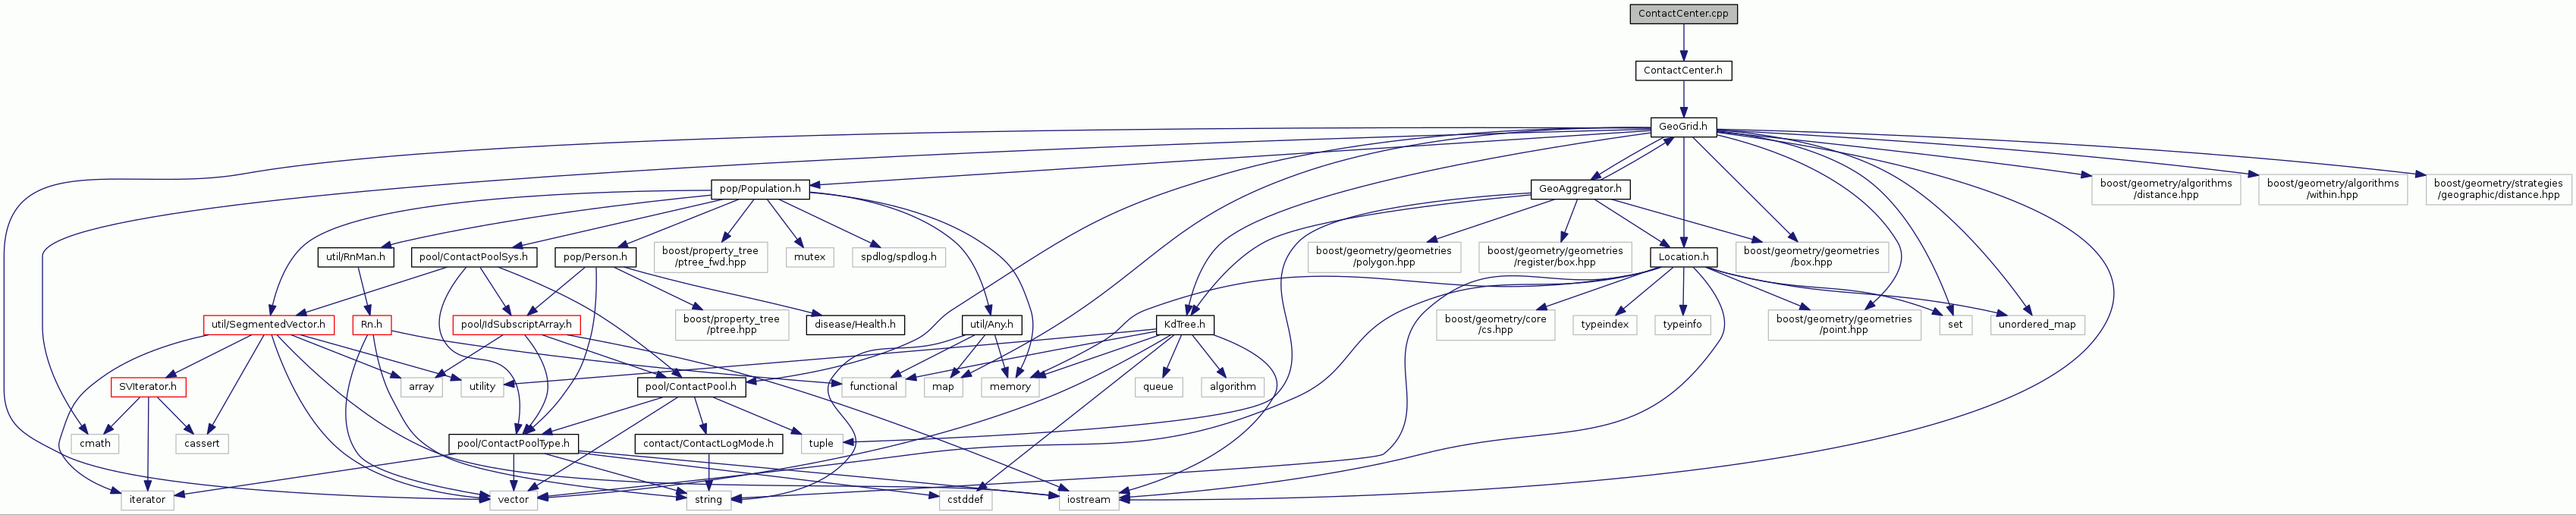 ContactCenter.cpp
ContactCenter.h
GeoGrid.h
pop/Population.h
GeoAggregator.h
boost/geometry/algorithms
/distance.hpp
boost/geometry/algorithms
/within.hpp
boost/geometry/strategies
/geographic/distance.hpp
util/RnMan.h
pool/ContactPoolSys.h
pop/Person.h
boost/property_tree
/ptree_fwd.hpp
mutex
spdlog/spdlog.h
boost/geometry/geometries
/polygon.hpp
boost/geometry/geometries
/register/box.hpp
Location.h
boost/geometry/geometries
/box.hpp
util/SegmentedVector.h
Rn.h
pool/IdSubscriptArray.h
boost/property_tree
/ptree.hpp
disease/Health.h
util/Any.h
KdTree.h
boost/geometry/core
/cs.hpp
typeindex
typeinfo
boost/geometry/geometries
/point.hpp
set
unordered_map
SVIterator.h
array
utility
pool/ContactPool.h
functional
map
memory
queue
algorithm
cmath
cassert
pool/ContactPoolType.h
contact/ContactLogMode.h
tuple
iterator
vector
string
cstddef
iostream